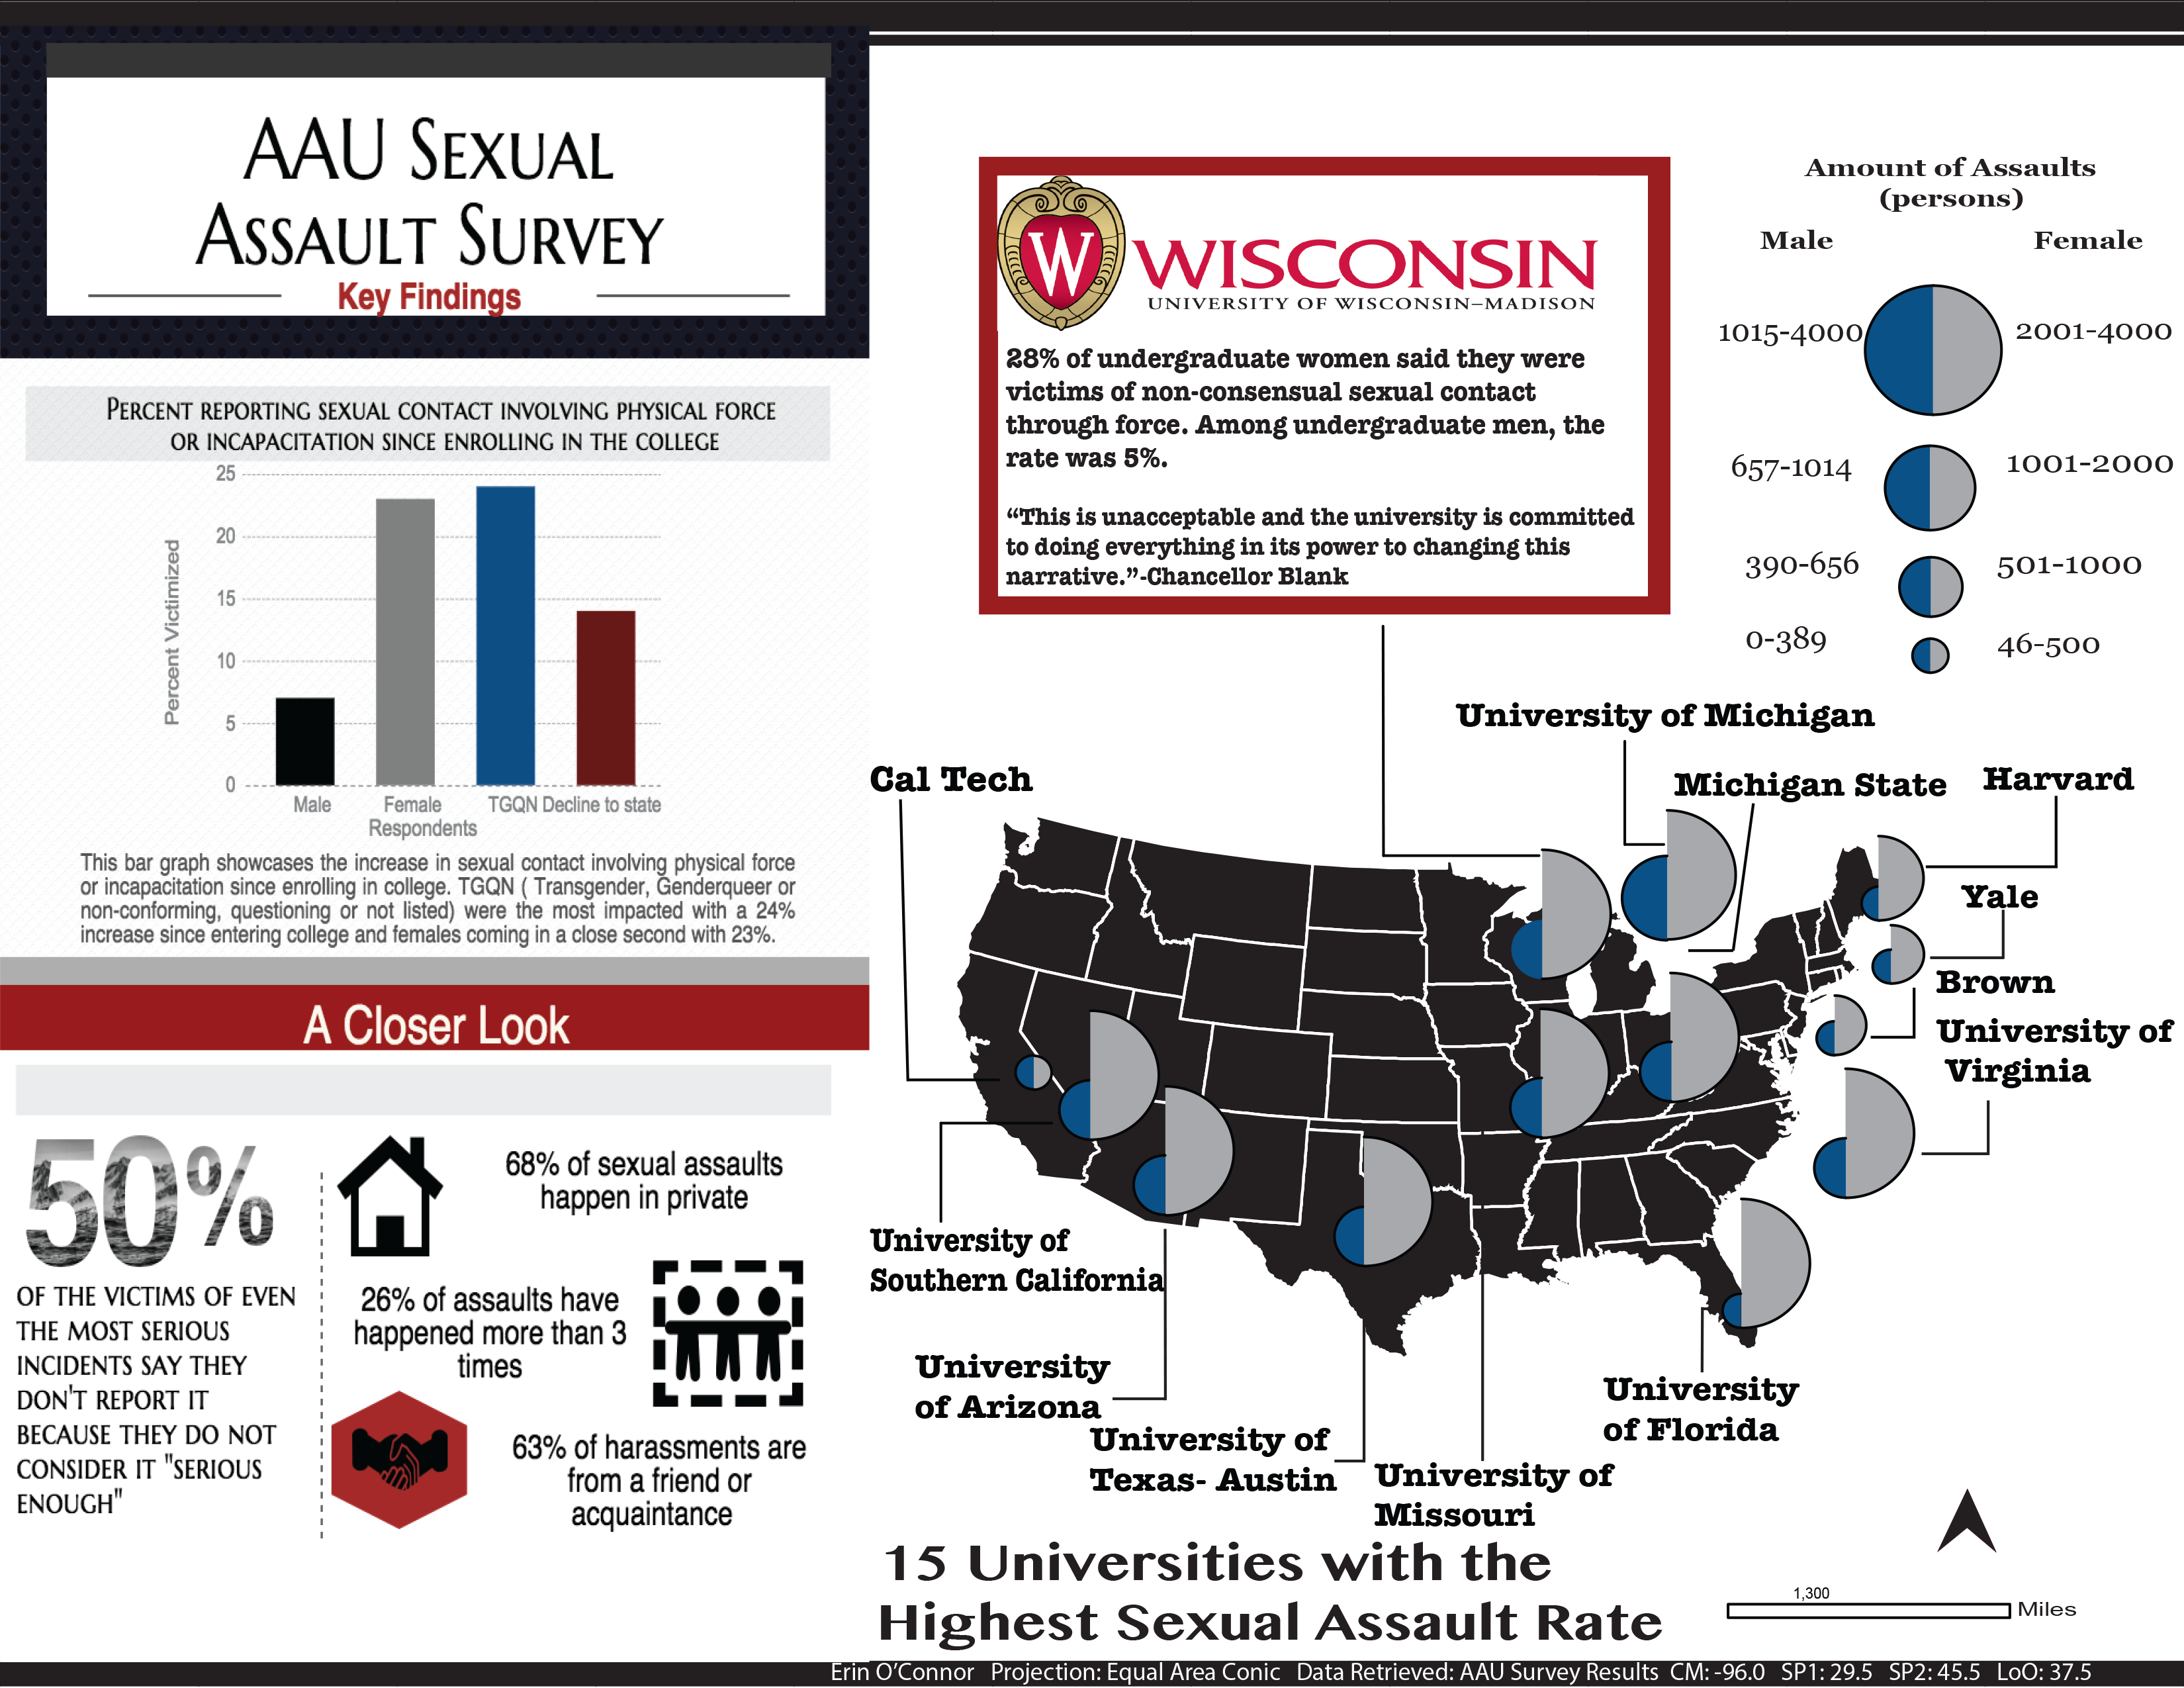 AAU Sexual
Assault Survey
Key Findings
Percent reporting sexual contact involving physical force
or incapacitation since enrolling in the college
25
20
15
10
5
0
Percent Victimized
Male
Female
TGQN
Decline to state
Respondents
This bar graph showcases the increase in sexual contact involving physical force
or incapacitation since enrolling in college. TGQN ( Transgender, Genderqueer or
non-conforming, questioning or not listed) were the most impacted with a 24%
increase since entering college and females coming in a close second with 23%.
A Closer Look
50%
OF THE VICTIMS OF EVEN
THE MOST SERIOUS
INCIDENTS SAY THEY
DON'T REPORT IT
BECAUSE THEY DO NOT
CONSIDER IT "SERIOUS
ENOUGH"
68% of sexual assaults
happen in private
26% of assaults have
happened more than 3
times
63% of harassments are
from a friend or
acquaintance
W
WISCONSIN
UNIVERSITY OF WISCONSIN–MADISON
28% of undergraduate women said they were
victims of non-consensual sexual contact
through force. Among undergraduate men, the
rate was 5%.
“This is unacceptable and the university is committed
to doing everything in its power to changing this
narrative.”-Chancellor Blank
Amount of Assaults
(persons)
Male
Female
1015-4000
2001-4000
657-1014
1001-2000
390-656
501-1000
0-389
46-500
University of Michigan
Cal Tech
Michigan State
Harvard
Yale
Brown
University of
Virginia
University of
Southern California
University
of Arizona
University of
Texas- Austin
University of
Missouri
University
of Florida
15 Universities with the
Highest Sexual Assault Rate
1,300
Miles
Erin O’Connor Projection: Equal Area Conic Data Retrieved: AAU Survey Results CM: -96.0 SP1: 29.5 SP2: 45.5 LoO: 37.5